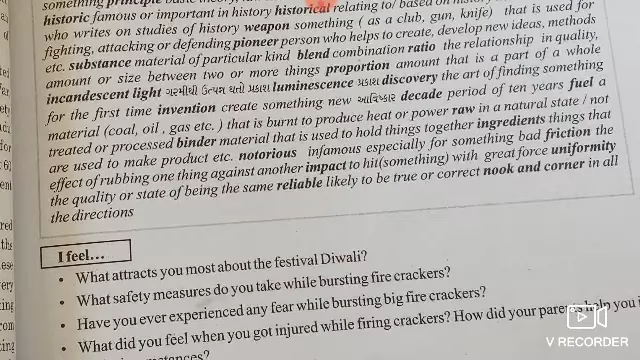 something principle
historic famous or important in history historical relating to/ based on history
who writes on studies of history weapon something ( as a club, gun, knife) that is used for
fighting, attacking or defending pioneer person who helps to create, develop new ideas, methods
etc. substance material of particular kind blend combination ratio the relationship in quality,
amount or size between two or more things proportion amount that is a part of a whole
incandescent light ગરમીથી ઉત્પન્ન થતો પ્રકાશ luminescence પ્રકાશ discovery the art of finding something
for the first time invention create something new આવિષ્કાર decade period of ten years fuel a
material (coal, oil , gas etc. ) that is burnt to produce heat or power raw in a natural state / not
treated or processed binder material that is used to hold things together ingredients things that
are used to make product etc. notorious infamous especially for something bad friction the
effect of rubbing one thing against another impact to hit(something) with great force uniformity
the quality or state of being the same reliable likely to be true or correct nook and corner in all
the directions
I feel...
• What attracts you most about the festival Diwali?
• What safety measures do you take while bursting fire crackers?
• Have you ever experienced any fear while bursting big fire crackers?
• What did you feel when you got injured while firing crackers? How did your parents help you
V RECORDER